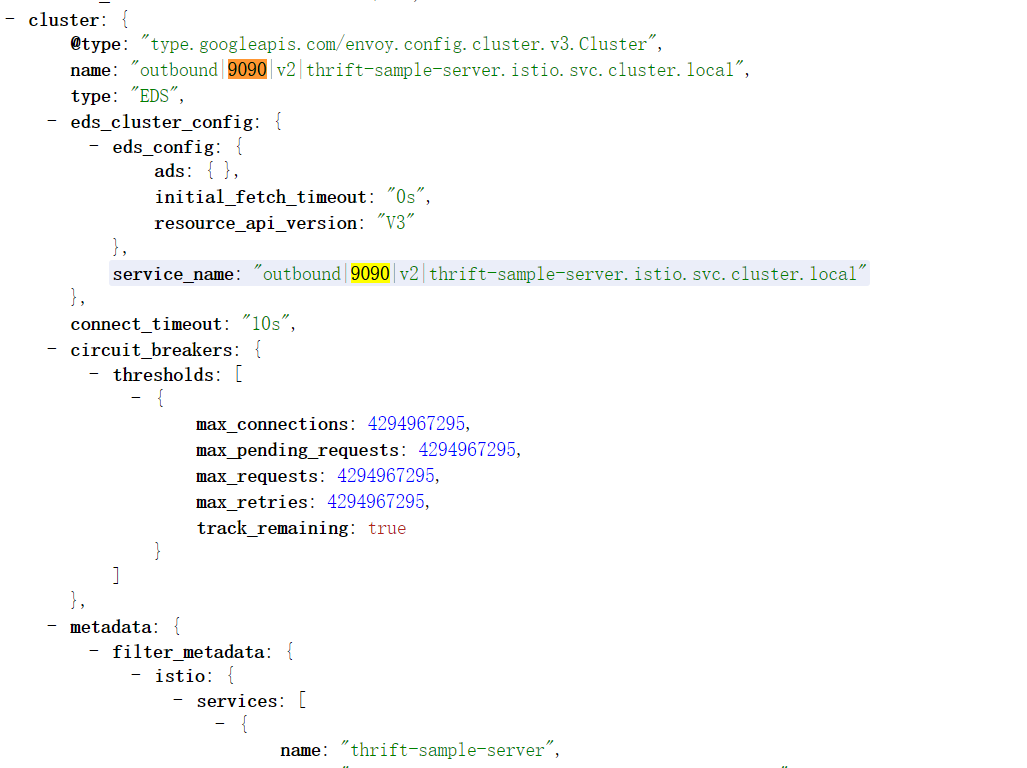 - cluster: {
@type: "type.googleapis.com/envoy.config.cluster.v3.Cluster",
name: "outbound|9090|v2|thrift-sample-server.istio.svc.cluster.local",
type: "EDS",
- eds_cluster_config: {
- eds_config: {
ads: { },
initial_fetch_timeout: "0s",
resource_api_version: "V3"
},
service_name: "outbound|9090|v2|thrift-sample-server.istio.svc.cluster.local"
},
connect_timeout: "10s",
- circuit_breakers: {
- thresholds: [
- {
max_connections: 4294967295,
max_pending_requests: 4294967295,
max_requests: 4294967295,
max_retries: 4294967295,
track_remaining: true
}
]
},
- metadata: {
- filter_metadata: {
- istio: {
- services: [
- {
name: "thrift-sample-server",